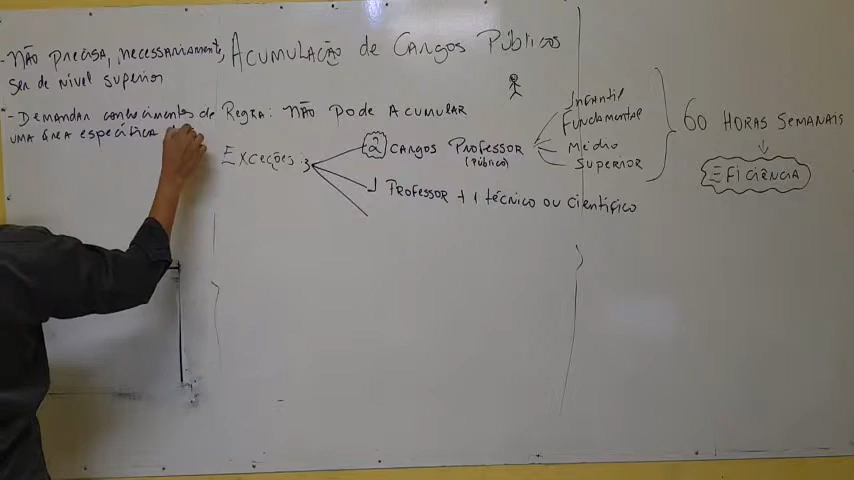 - Não precisa, necessariamente,
ser de nível superior
- Demandar conhecimentos de
uma área específica
Acumulação de Cargos Públicos
Regra: não pode acumular
Exceções:
2 cargos professor
(público)
Infantil
Fundamental
Médio
Superior
60 horas semanais
Eficiência
1 professor + 1 técnico ou científico